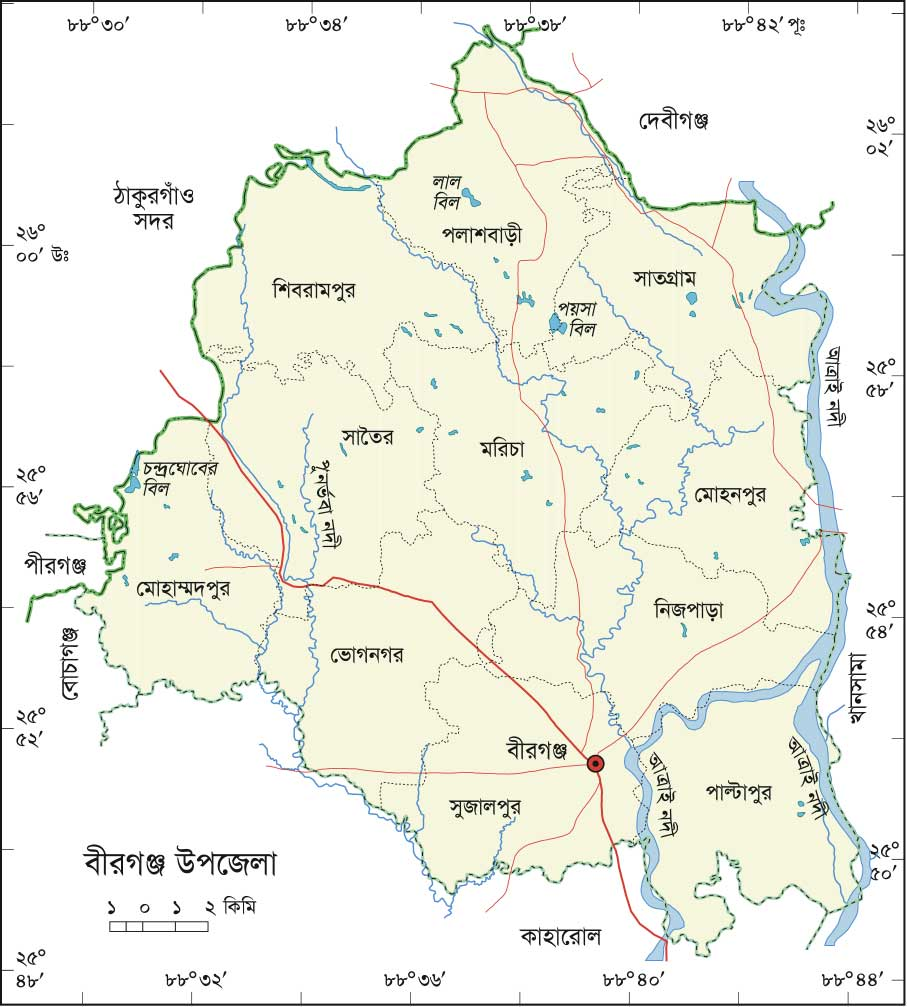 ৮৮°৩০′
৮৮°৩৪′
৮৮°৩৮′
৮৮°৪২′ পূঃ
দেবীগঞ্জ
২৬°
০২′
ঠাকুরগাঁও
সদর
লাল
বিল
পলাশবাড়ী
২৬°
০০′ উঃ
শিবরামপুর
সাতগ্রাম
পয়সা
বিল
আত্রাই নদী
২৫°
৫৮′
সাতৈর
মরিচা
চন্দ্রঘোবের
বিল
২৫°
৫৬′
পূনর্ভবা নদী
মোহনপুর
পীরগঞ্জ
মোহাম্মদপুর
নিজপাড়া
২৫°
৫৪′
বোচাগঞ্জ
ভোগনগর
খানসামা
২৫°
৫২′
বীরগঞ্জ
আত্রাই নদী
আত্রাই নদী
সুজালপুর
পাল্টাপুর
২৫°
৫০′
বীরগঞ্জ উপজেলা
১ ০ ১ ২ কিমি
কাহারোল
২৫°
৪৮′
৮৮°৩২′
৮৮°৩৬′
৮৮°৪০′
৮৮°৪৪′